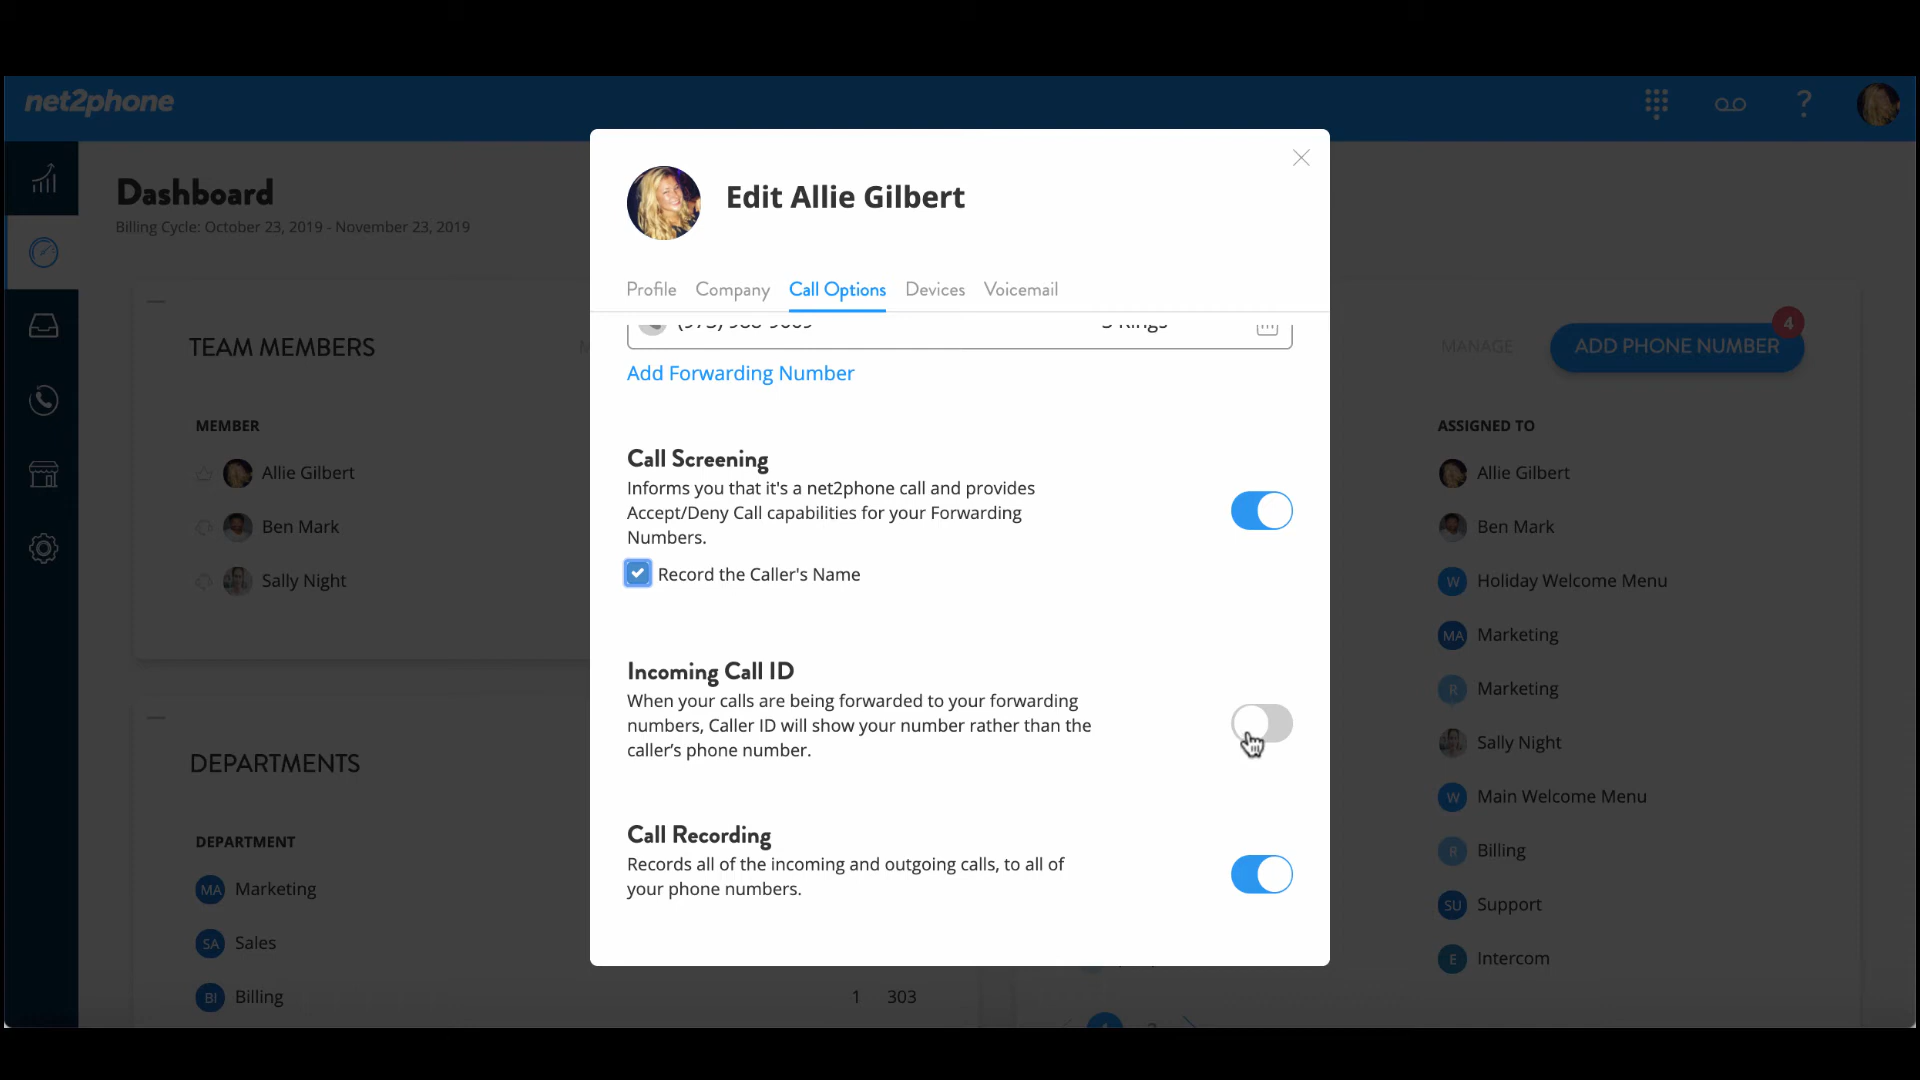 net2phone
Dashboard
Billing Cycle: October 23, 2019 - November 23, 2019
Edit Allie Gilbert
Profile Company Call Options Devices Voicemail
TEAM MEMBERS
MANAGE
ADD PHONE NUMBER
4
Add Forwarding Number
MEMBER
ASSIGNED TO
Allie Gilbert
Ben Mark
Sally Night
Call Screening
Informs you that it's a net2phone call and provides
Accept/Deny Call capabilities for your Forwarding
Numbers.
Record the Caller's Name
Incoming Call ID
When your calls are being forwarded to your forwarding
numbers, Caller ID will show your number rather than the
caller's phone number.
Call Recording
Records all of the incoming and outgoing calls, to all of
your phone numbers.
Allie Gilbert
Ben Mark
W Holiday Welcome Menu
MA Marketing
R Marketing
Sally Night
W Main Welcome Menu
R Billing
SU Support
E Intercom
DEPARTMENTS
DEPARTMENT
MA Marketing
SA Sales
BI Billing 1 303